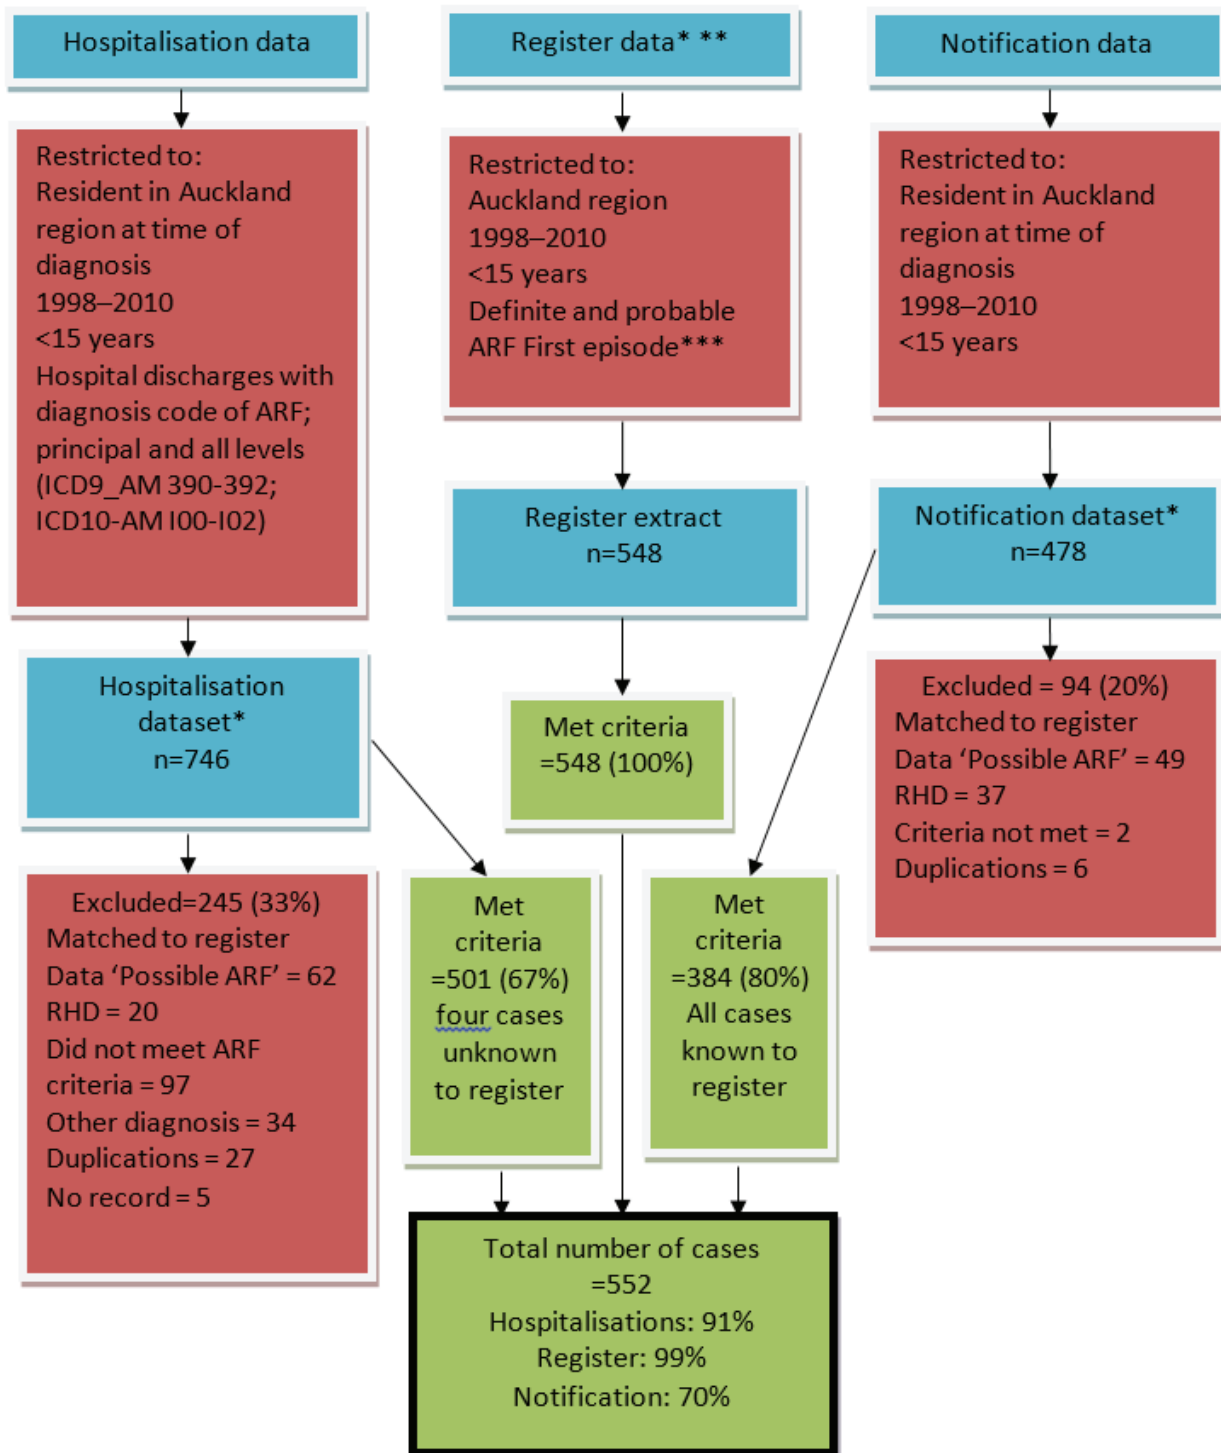 Hospitalisation data
Register data* **
Notification data
Restricted to:
Resident in Auckland
region at time of
diagnosis
1998–2010
<15 years
Hospital discharges with
diagnosis code of ARF;
principal and all levels
(ICD9_AM 390-392;
ICD10-AM I00-I02)
Restricted to:
Auckland region
1998–2010
<15 years
Definite and probable
ARF First episode***
Restricted to:
Resident in Auckland
region at time of
diagnosis
1998–2010
<15 years
Register extract
n=548
Notification dataset*
n=478
Hospitalisation
dataset*
n=746
Met criteria
=548 (100%)
Excluded = 94 (20%)
Matched to register
Data ‘Possible ARF’ = 49
RHD = 37
Criteria not met = 2
Duplications = 6
Excluded=245 (33%)
Matched to register
Data ‘Possible ARF’ = 62
RHD = 20
Did not meet ARF
criteria = 97
Other diagnosis = 34
Duplications = 27
No record = 5
Met
criteria
=501 (67%)
four cases
unknown
to register
Met
criteria
=384 (80%)
All cases
known to
register
Total number of cases
=552
Hospitalisations: 91%
Register: 99%
Notification: 70%